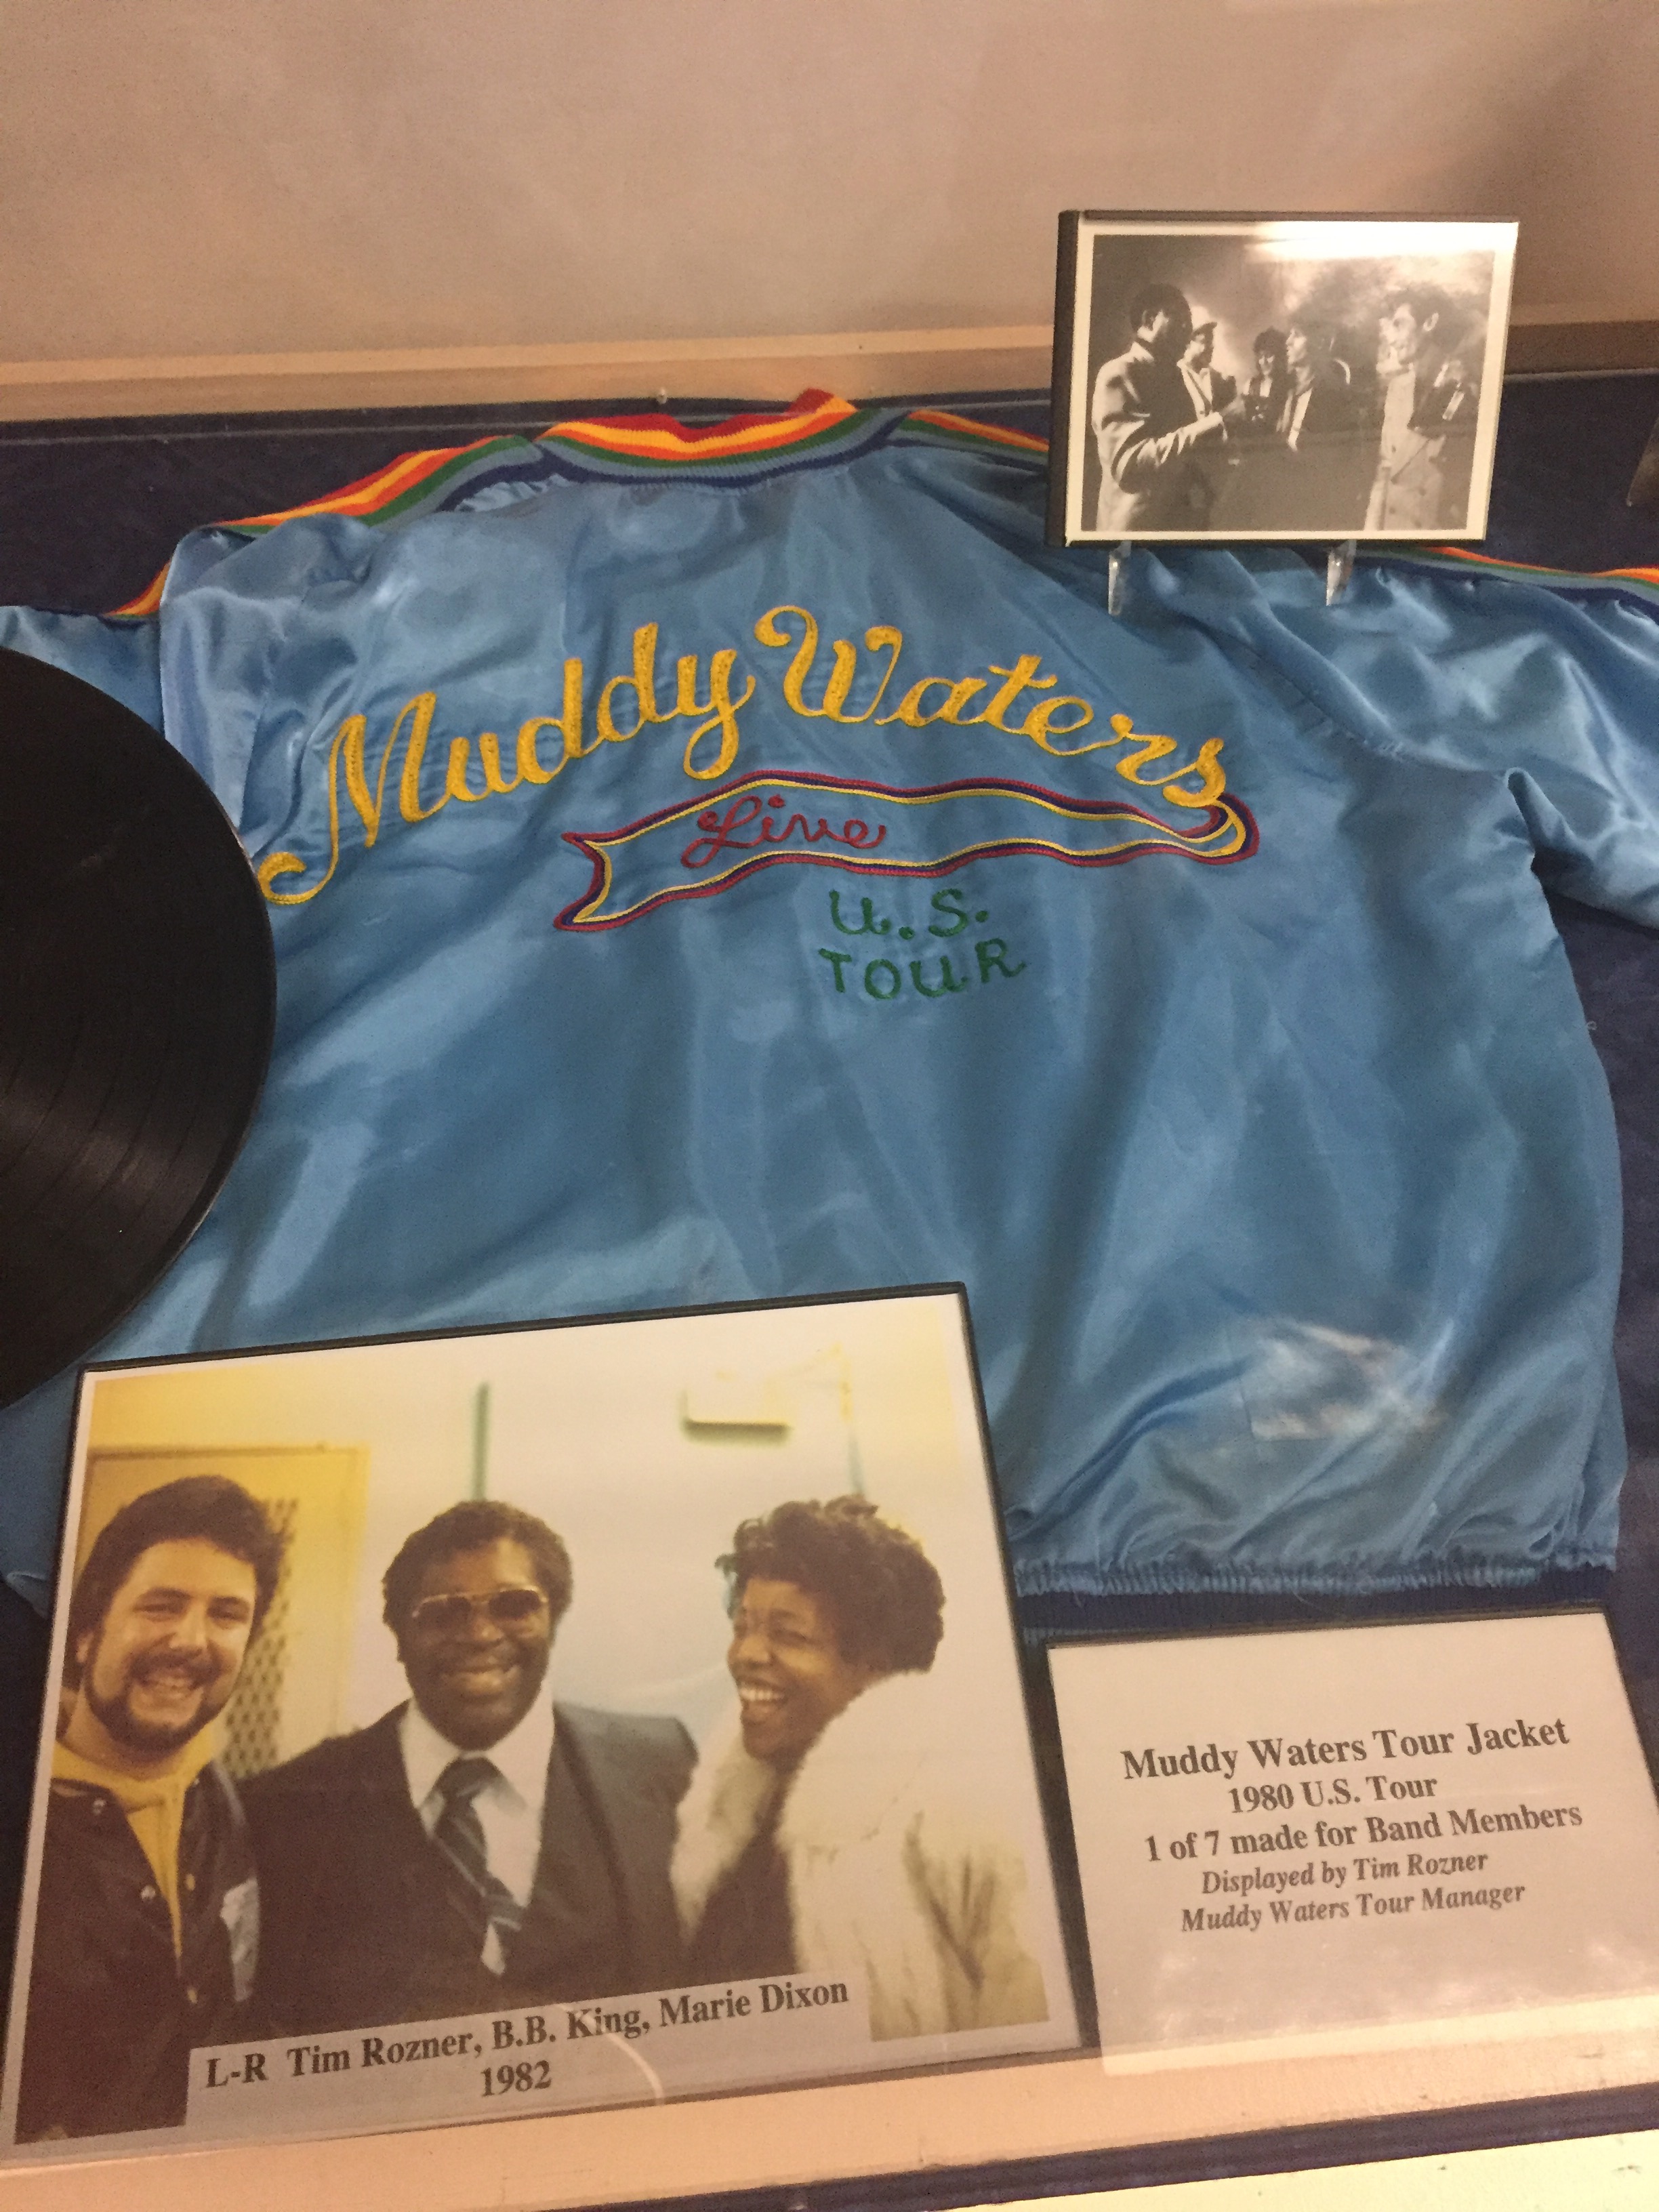 Muddy Waters
Live
U.S.
TOUR
L-R Tim Rozner, B.B. King, Marie Dixon
1982
Muddy Waters Tour Jacket
1980 U.S. Tour
1 of 7 made for Band Members
Displayed by Tim Rozner
Muddy Waters Tour Manager